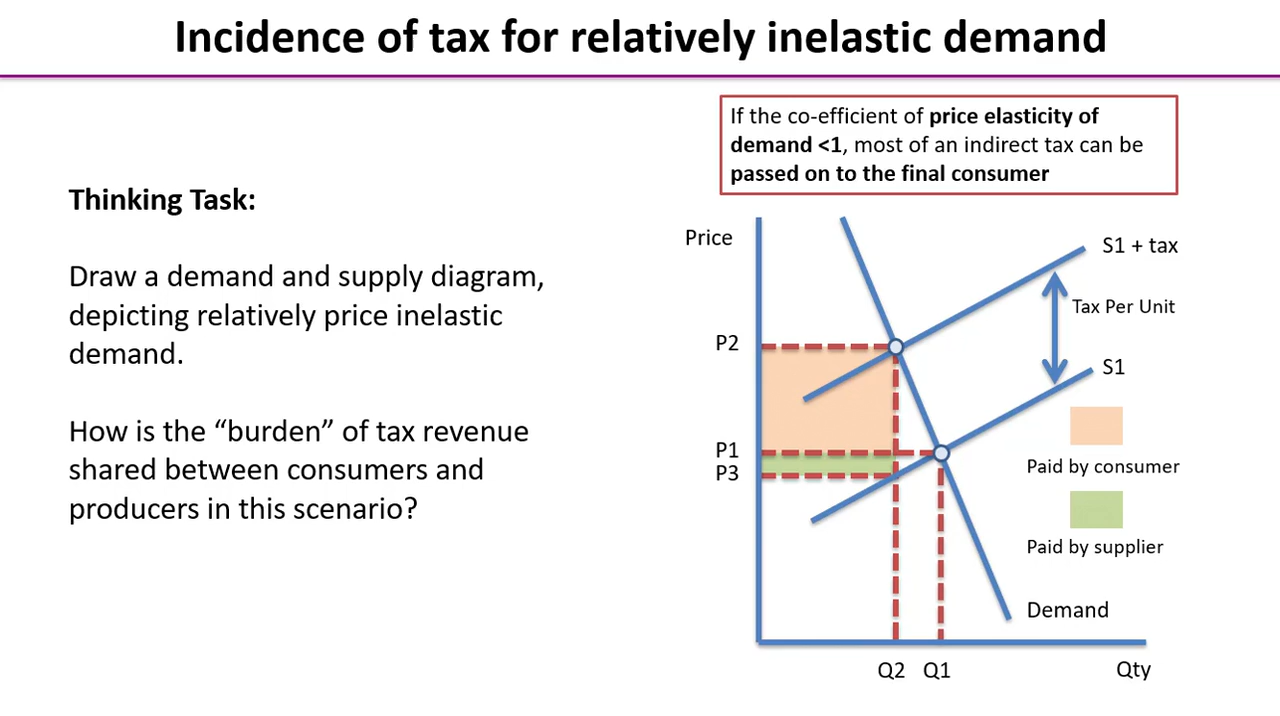 Incidence of tax for relatively inelastic demand
If the co-efficient of price elasticity of
demand <1, most of an indirect tax can be
passed on to the final consumer
Thinking Task:
Draw a demand and supply diagram,
depicting relatively price inelastic
demand.
How is the “burden” of tax revenue
shared between consumers and
producers in this scenario?
Price
S1 + tax
Tax Per Unit
P2
S1
P1
P3
Paid by consumer
Paid by supplier
Demand
Q2 Q1
Qty